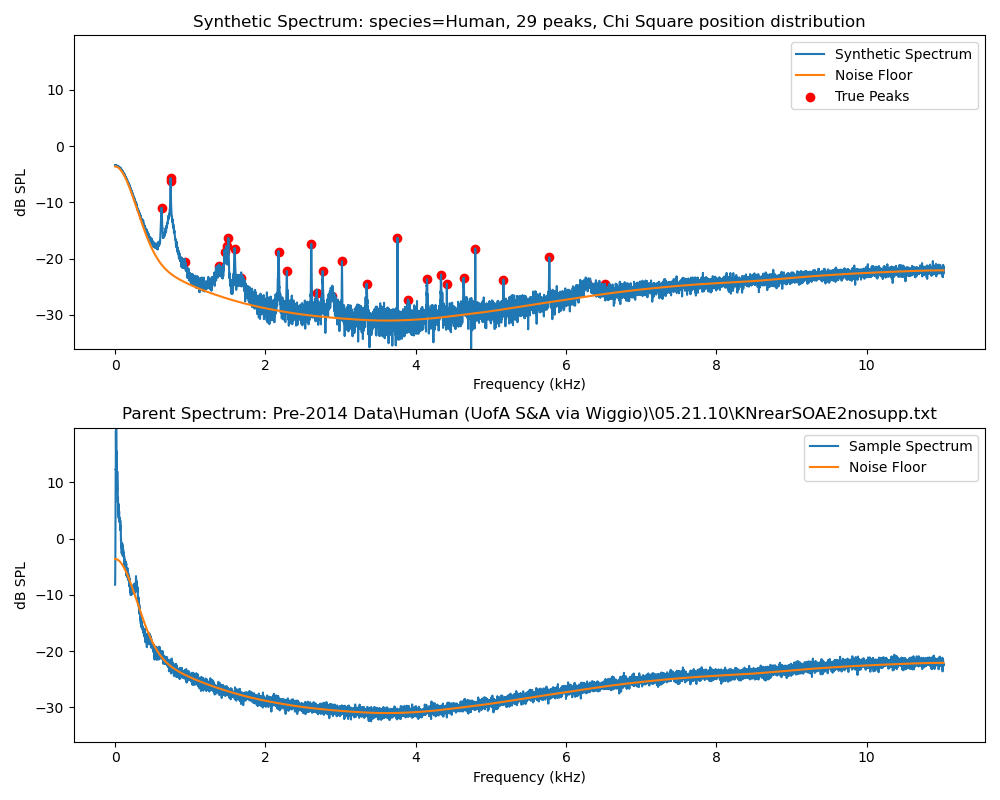 Synthetic Spectrum: species=Human, 29 peaks, Chi Square position distribution
10
0
−10
−20
−30
dB SPL
Synthetic Spectrum
Noise Floor
True Peaks
0 2 4 6 8 10
Frequency (kHz)
Parent Spectrum: Pre-2014 Data\Human (UofA S&A via Wiggio)\05.21.10\KNrearSOAE2nosupp.txt
10
0
−10
−20
−30
dB SPL
Sample Spectrum
Noise Floor
0 2 4 6 8 10
Frequency (kHz)